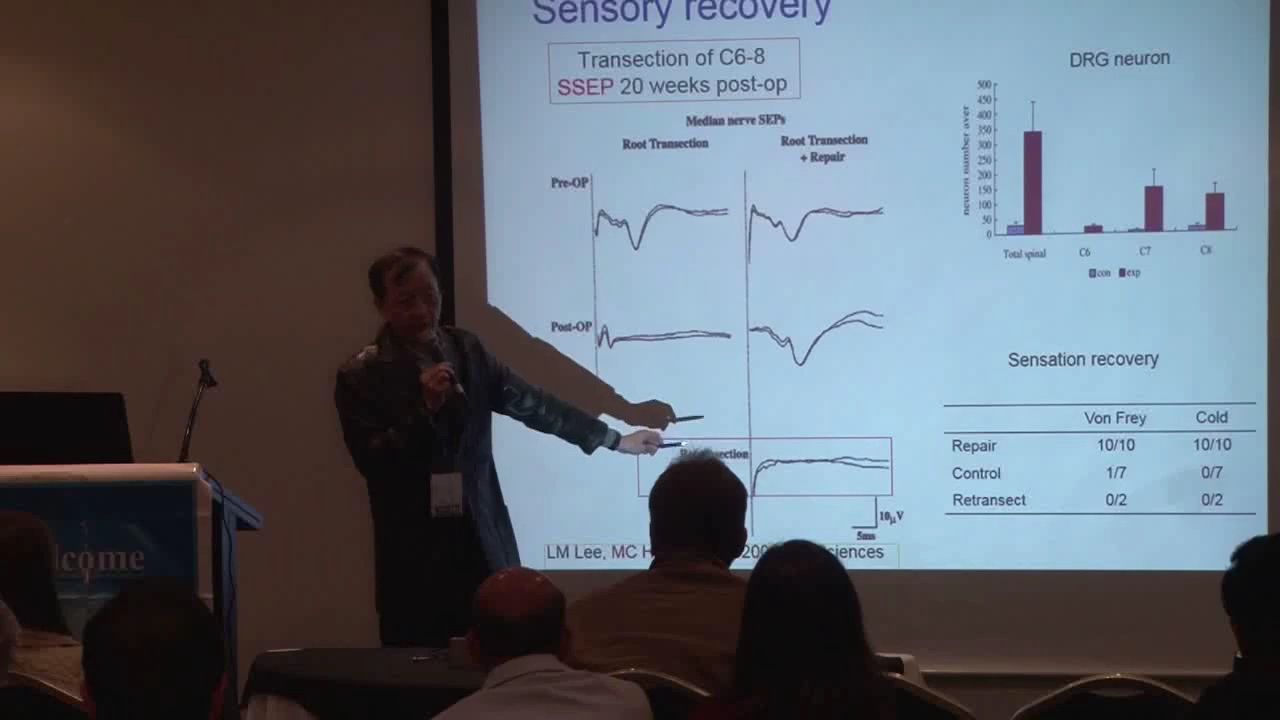 Sensory recovery
Transection of C6-8
SSEP 20 weeks post-op
Median nerve SEPs
Root Transection
Root Transection
+ Repair
Pre-OP
Post-OP
10μV
5ms
LM Lee, MC
DRG neuron
neuron number aver
500
450
400
350
300
250
200
150
100
50
0
Total spinal
C6
C7
C8
con
exp
Sensation recovery
Von Frey
Cold
Repair
10/10
10/10
Control
1/7
0/7
Retransect
0/2
0/2